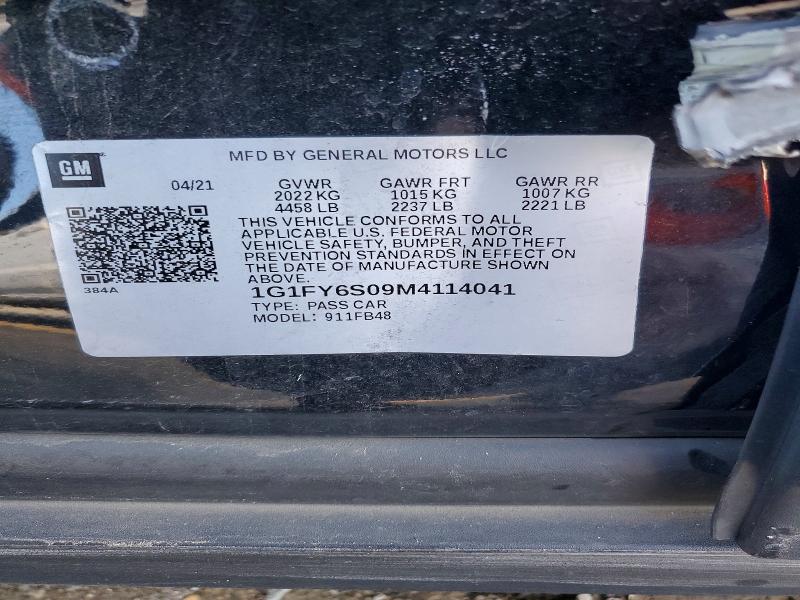 GM
MFD BY GENERAL MOTORS LLC
04/21
GVWR GAWR FRT GAWR RR
2022 KG 1015 KG 1007 KG
4458 LB 2237 LB 2221 LB
THIS VEHICLE CONFORMS TO ALL
APPLICABLE U.S. FEDERAL MOTOR
VEHICLE SAFETY, BUMPER, AND THEFT
PREVENTION STANDARDS IN EFFECT ON
THE DATE OF MANUFACTURE SHOWN
ABOVE.
384A
1G1FY6S09M4114041
TYPE: PASS CAR
MODEL: 911FB48